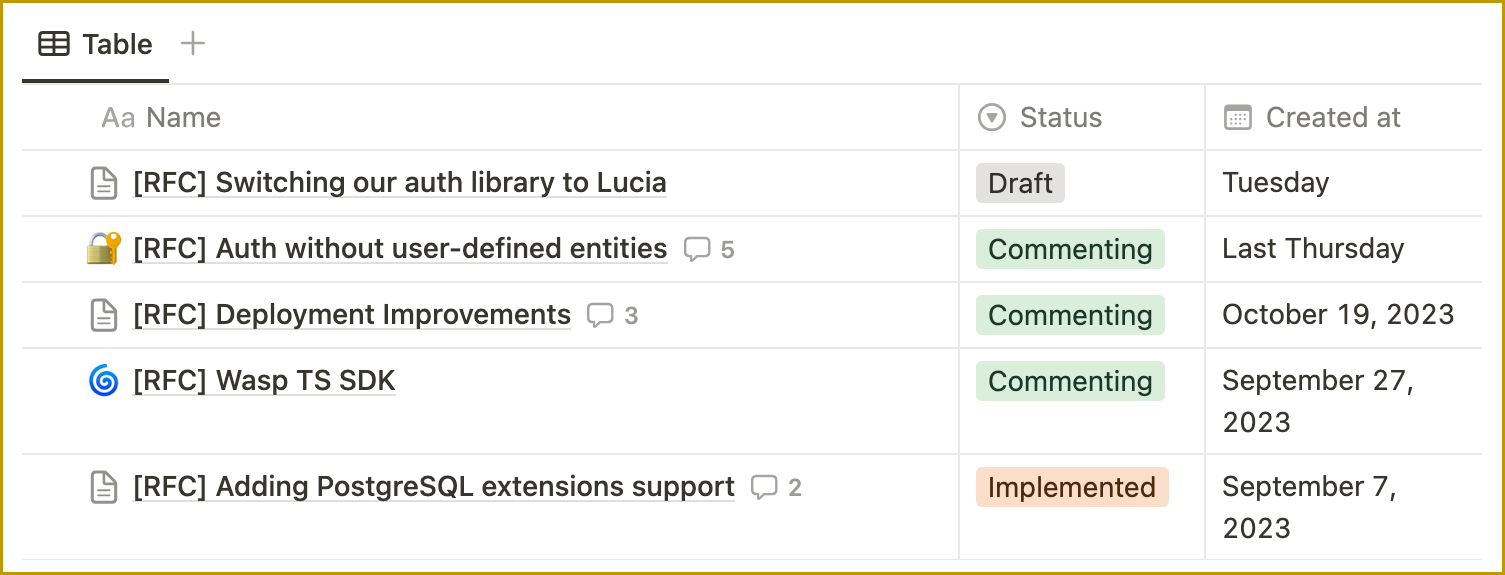 Table
Aa Name
Status
Created at
[RFC] Switching our auth library to Lucia
Draft
Tuesday
[RFC] Auth without user-defined entities 5
Commenting
Last Thursday
[RFC] Deployment Improvements 3
Commenting
October 19, 2023
[RFC] Wasp TS SDK
Commenting
September 27,
2023
[RFC] Adding PostgreSQL extensions support 2
Implemented
September 7,
2023